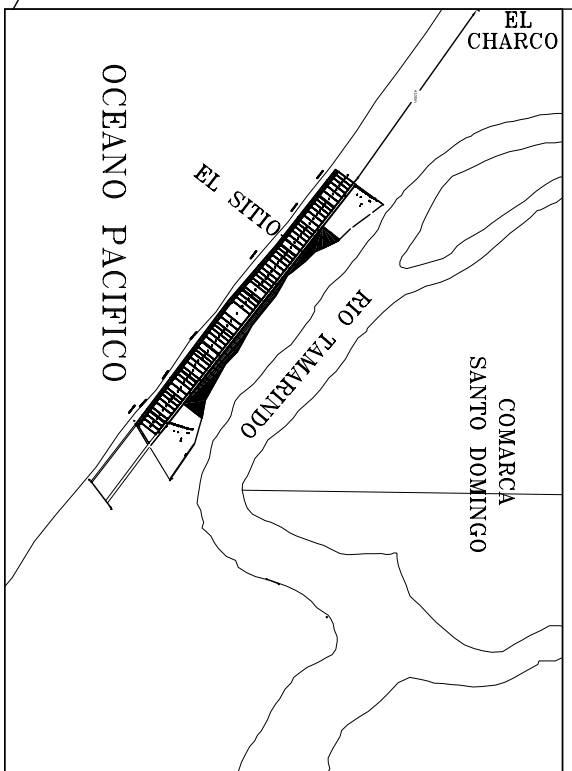 EL
CHARCO
OCEANO PACIFICO
EL SITIO
RIO TAMARINDO
COMARCA
SANTO DOMINGO